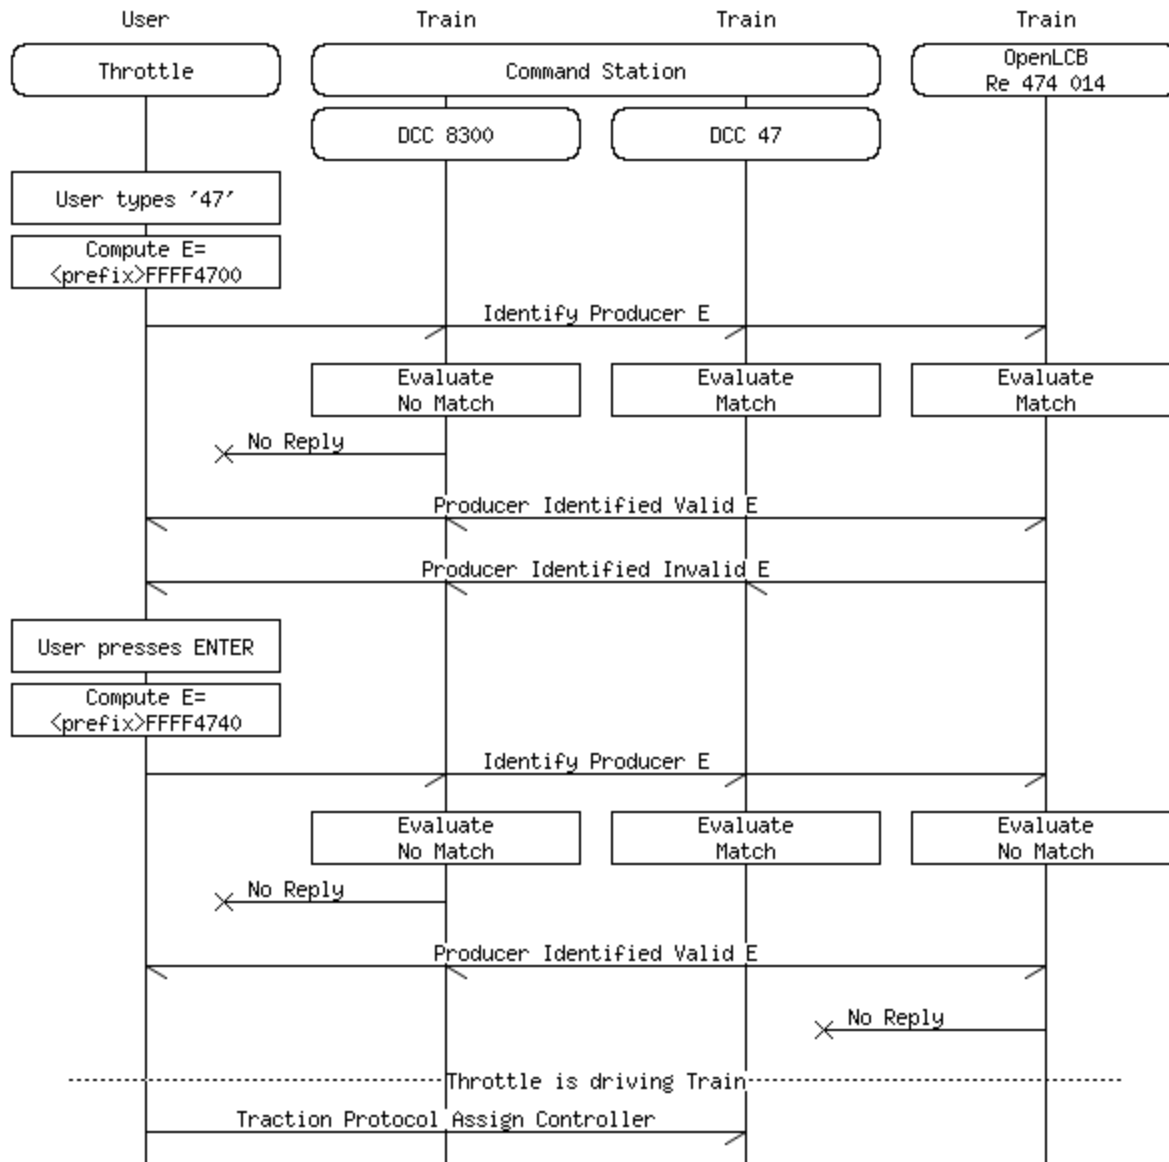 User Train Train Train
Throttle Command Station OpenLCB
Re 474 014
DCC 8300 DCC 47
User types '47'
Compute E=
<prefix>FFFF4700
Identify Producer E
Evaluate Evaluate Evaluate
No Match Match Match
No Reply
Producer Identified Valid E
Producer Identified Invalid E
User presses ENTER
Compute E=
<prefix>FFFF4740
Identify Producer E
Evaluate Evaluate Evaluate
No Match Match No Match
No Reply
Producer Identified Valid E
No Reply
Throttle is driving Train
Traction Protocol Assign Controller